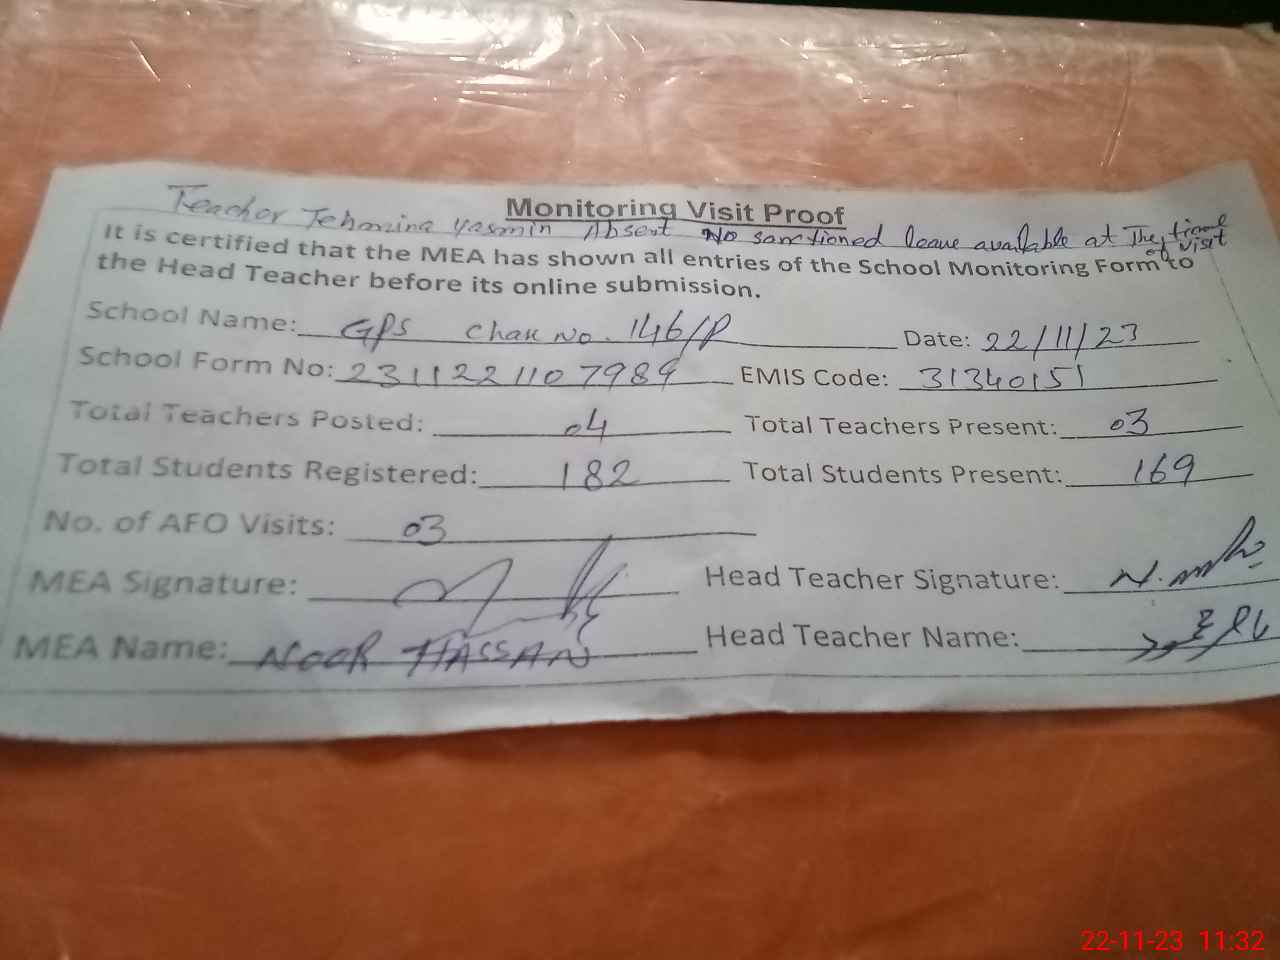 Monitoring Visit Proof
Teacher Tehmina Yasmin Absent No sanctioned leave available at The time of visit
It is certified that the MEA has shown all entries of the School Monitoring Form to
the Head Teacher before its online submission.
School Name: GPS Chak No. 146/P Date: 22/11/23
School Form No: 2311221107989 EMIS Code: 31340151
Total Teachers Posted: 04 Total Teachers Present: 03
Total Students Registered: 182 Total Students Present: 169
No. of AFO Visits: 03
MEA Signature: Head Teacher Signature:
MEA Name: NOOR HASSAN Head Teacher Name:
22-11-23 11:32